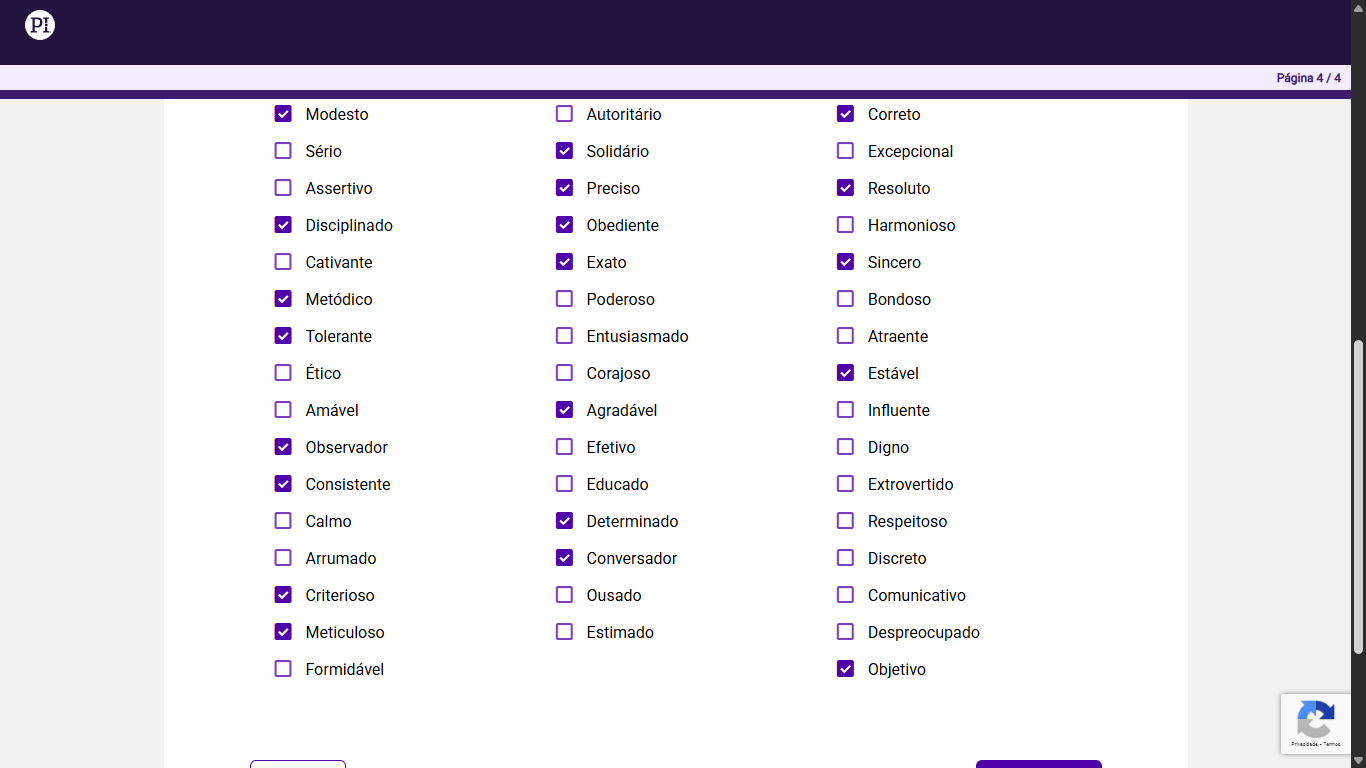 PI
Página 4 / 4
Modesto Autoritário Correto
Sério Solidário Excepcional
Assertivo Preciso Resoluto
Disciplinado Obediente Harmonioso
Cativante Exato Sincero
Metódico Poderoso Bondoso
Tolerante Entusiasmado Atraente
Ético Corajoso Estável
Amável Agradável Influente
Observador Efetivo Digno
Consistente Educado Extrovertido
Calmo Determinado Respeitoso
Arrumado Conversador Discreto
Criterioso Ousado Comunicativo
Meticuloso Estimado Despreocupado
Formidável Objetivo
Privacidade - Termos